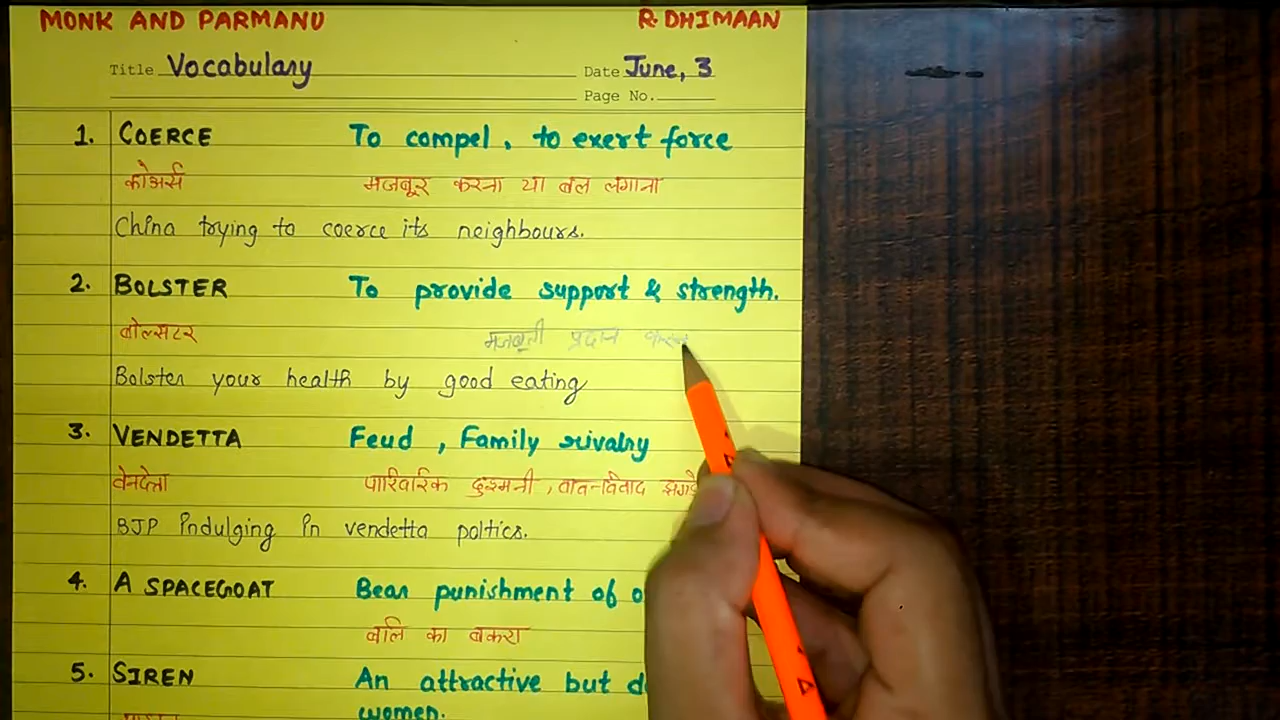 MONK AND PARMANU R. DHIMAAN
Title Vocabulary Date June, 3
Page No.
1. COERCE To compel, to exert force
कोअर्स मजबूर करना या बल लगाना
China trying to coerce its neighbours.
2. BOLSTER To provide support & strength.
बोल्सटर मजबूती प्रदान करना
Bolster your health by good eating
3. VENDETTA Feud, Family rivalry
वेनदेत्ता पारिवारिक दुश्मनी, वाद-विवाद
BJP indulging in vendetta poltics.
4. A SPACEGOAT Bear punishment of
बलि का बकरा
5. SIREN An attractive but
women.